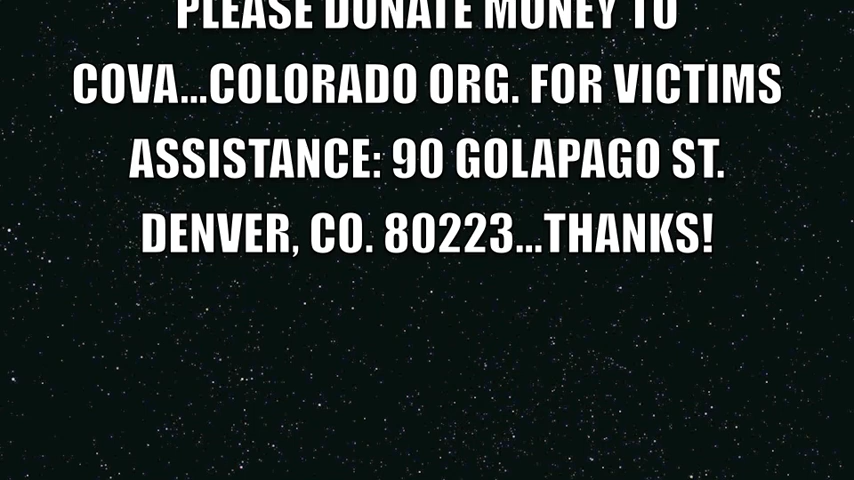 PLEASE DONATE MONEY TO
COVA...COLORADO ORG. FOR VICTIMS
ASSISTANCE: 90 GOLAPAGO ST.
DENVER, CO. 80223...THANKS!